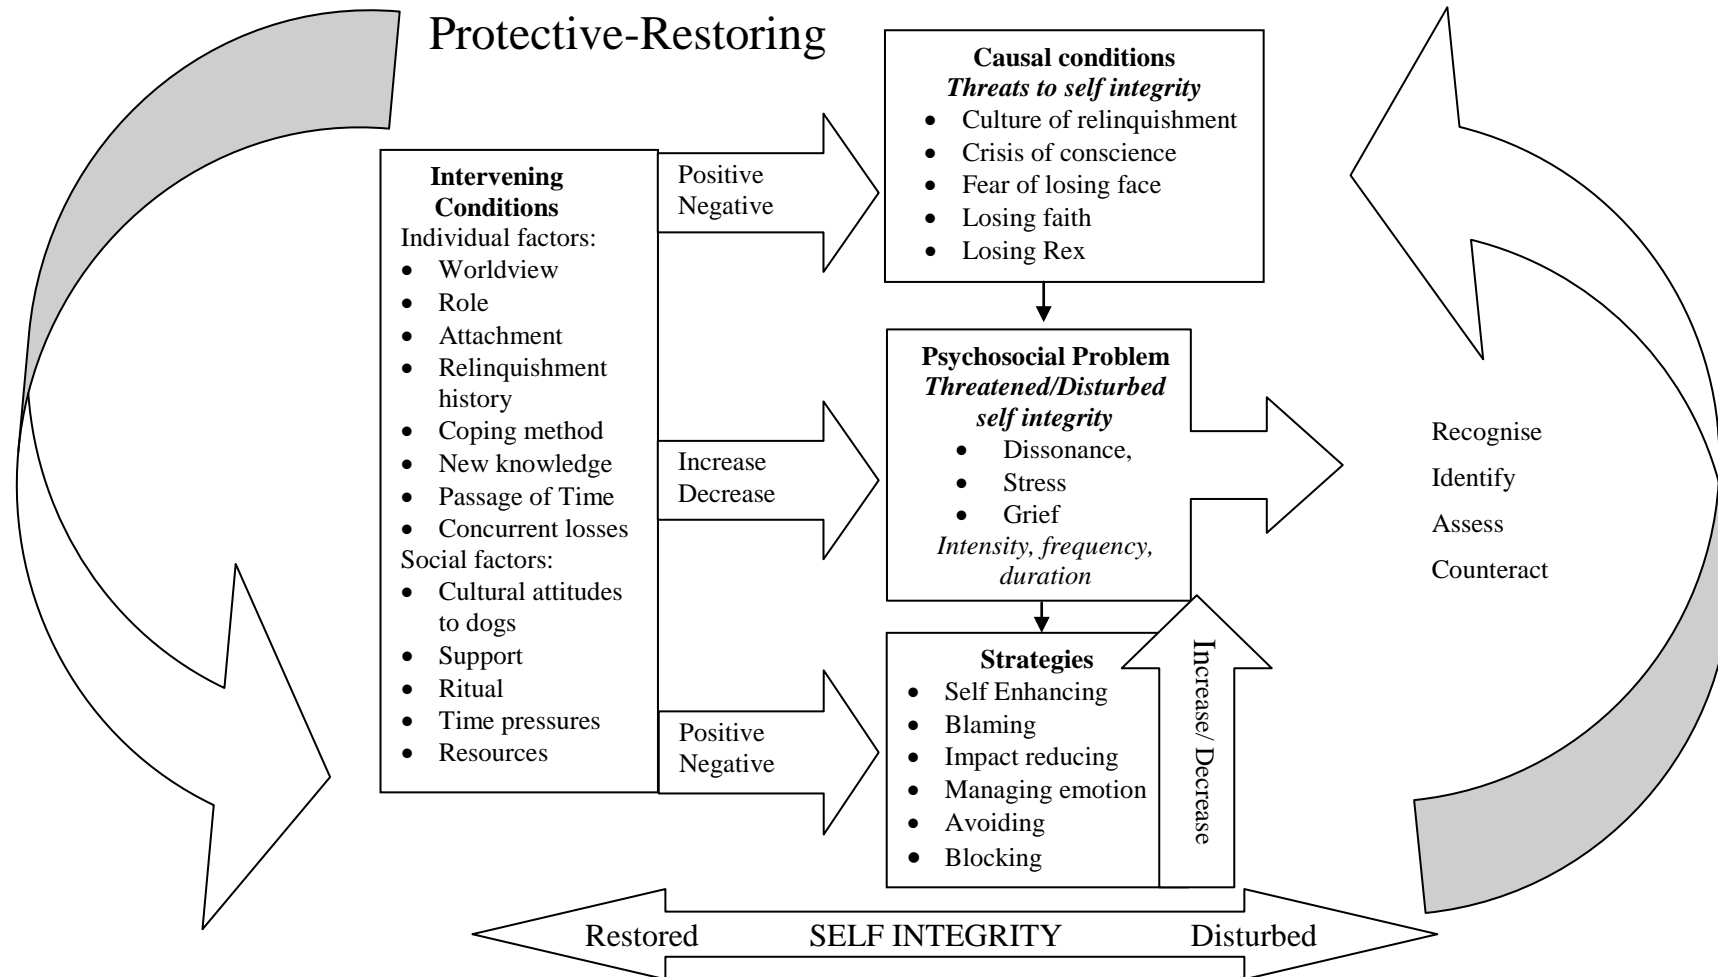 Protective-Restoring
Causal conditions
Threats to self integrity
• Culture of relinquishment
• Crisis of conscience
• Fear of losing face
• Losing faith
• Losing Rex
Intervening
Conditions
Individual factors:
• Worldview
• Role
• Attachment
• Relinquishment
history
• Coping method
• New knowledge
• Passage of Time
• Concurrent losses
Social factors:
• Cultural attitudes
to dogs
• Support
• Ritual
• Time pressures
• Resources
Positive
Negative
Increase
Decrease
Positive
Negative
Psychosocial Problem
Threatened/Disturbed
self integrity
• Dissonance,
• Stress
• Grief
Intensity, frequency,
duration
Strategies
• Self Enhancing
• Blaming
• Impact reducing
• Managing emotion
• Avoiding
• Blocking
Increase/ Decrease
Recognise
Identify
Assess
Counteract
Restored SELF INTEGRITY Disturbed